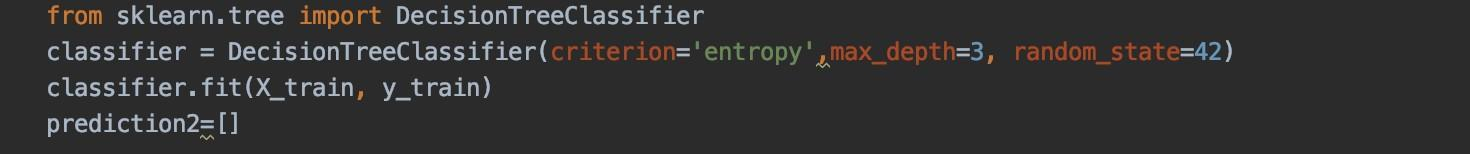 from sklearn.tree import DecisionTreeClassifier
classifier = DecisionTreeClassifier(criterion='entropy',max_depth=3, random_state=42)
classifier.fit(X_train, y_train)
prediction2=[]